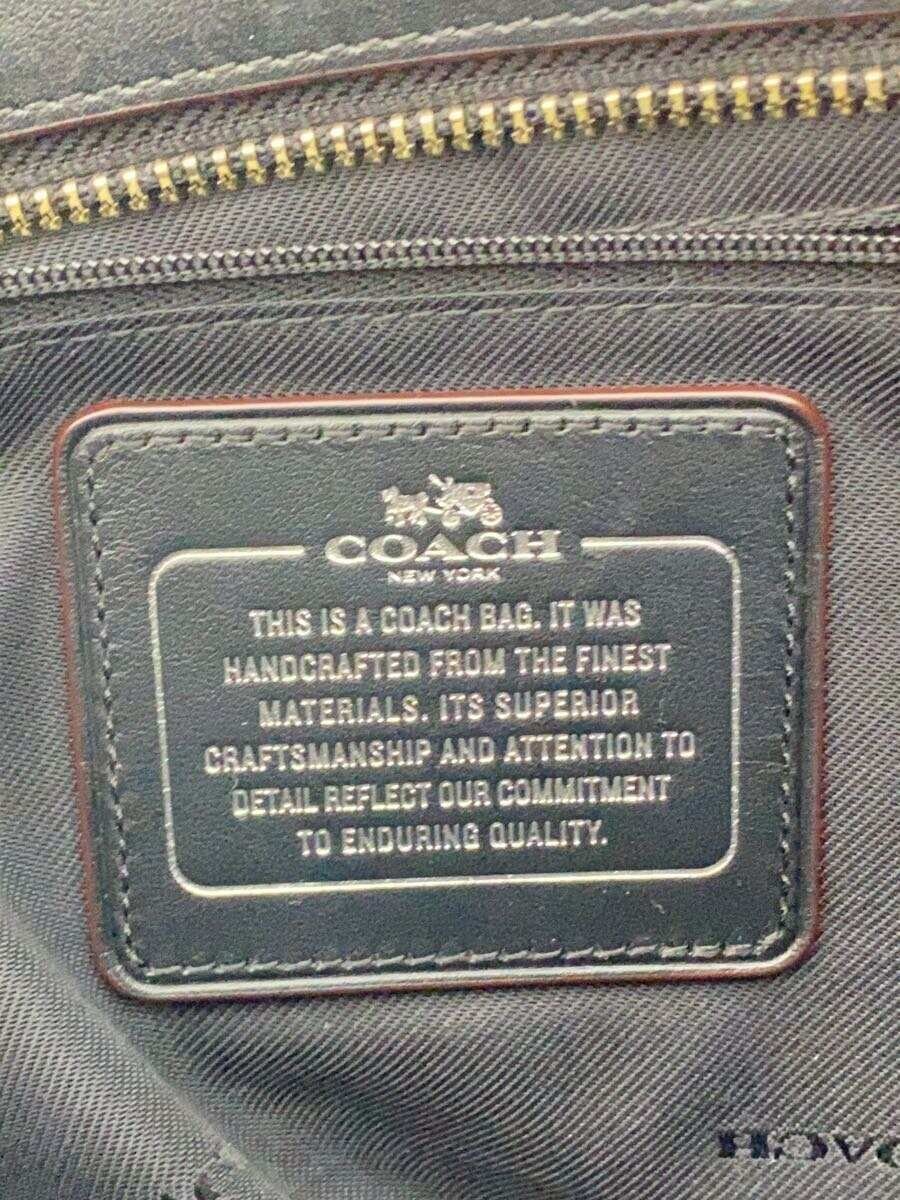 COACH
NEW YORK
THIS IS A COACH BAG. IT WAS
HANDCRAFTED FROM THE FINEST
MATERIALS. ITS SUPERIOR
CRAFTSMANSHIP AND ATTENTION TO
DETAIL REFLECT OUR COMMITMENT
TO ENDURING QUALITY.